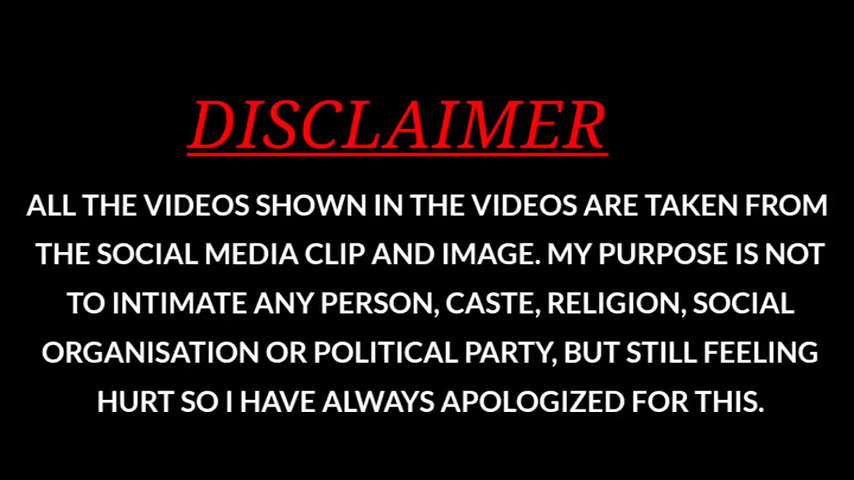 DISCLAIMER
ALL THE VIDEOS SHOWN IN THE VIDEOS ARE TAKEN FROM
THE SOCIAL MEDIA CLIP AND IMAGE. MY PURPOSE IS NOT
TO INTIMATE ANY PERSON, CASTE, RELIGION, SOCIAL
ORGANISATION OR POLITICAL PARTY, BUT STILL FEELING
HURT SO I HAVE ALWAYS APOLOGIZED FOR THIS.